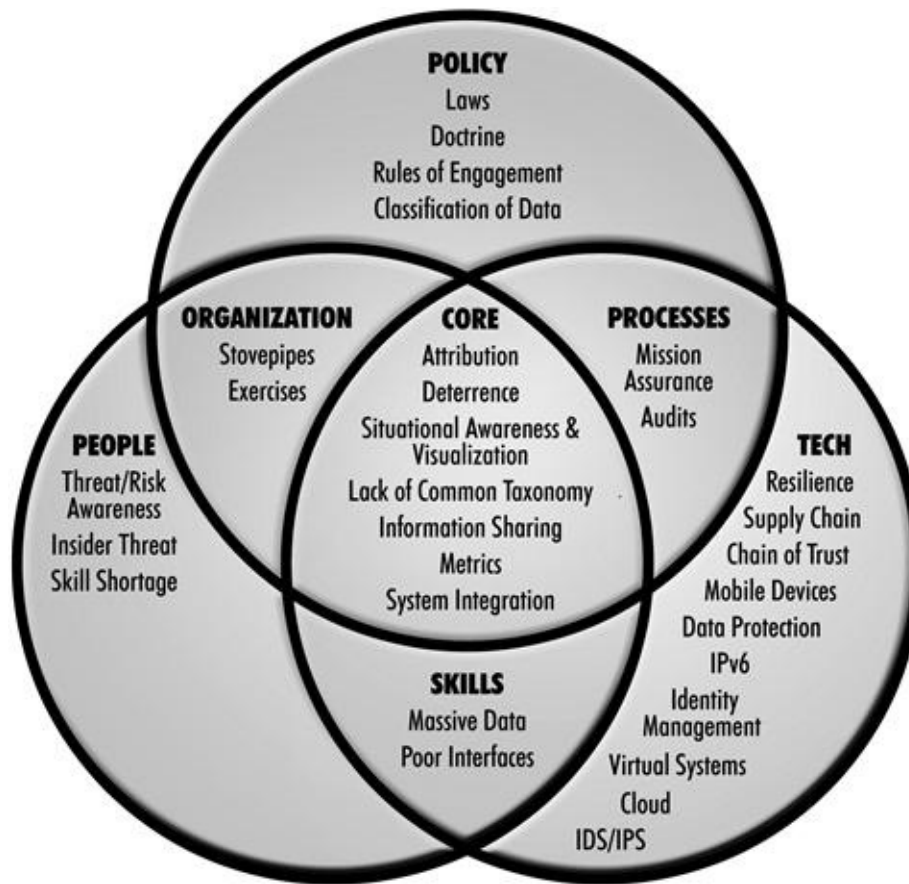 POLICY
Laws
Doctrine
Rules of Engagement
Classification of Data
ORGANIZATION
Stovepipes
Exercises
CORE
Attribution
Deterrence
Situational Awareness &
Visualization
Lack of Common Taxonomy
Information Sharing
Metrics
System Integration
PROCESSES
Mission
Assurance
Audits
PEOPLE
Threat/Risk
Awareness
Insider Threat
Skill Shortage
TECH
Resilience
Supply Chain
Chain of Trust
Mobile Devices
Data Protection
IPv6
Identity
Management
Virtual Systems
Cloud
IDS/IPS
SKILLS
Massive Data
Poor Interfaces